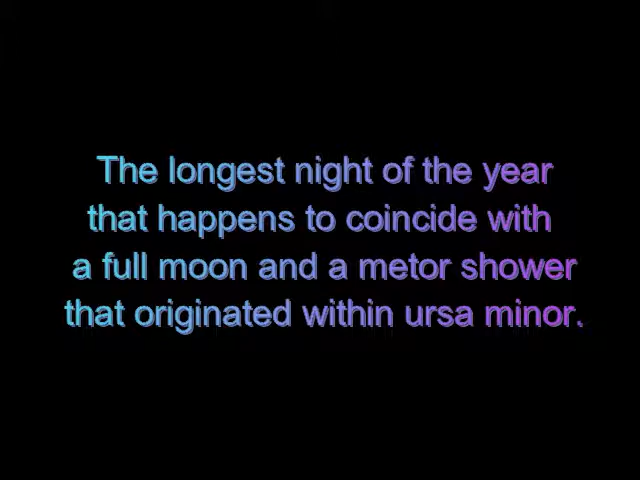 The longest night of the year
that happens to coincide with
a full moon and a metor shower
that originated within ursa minor.